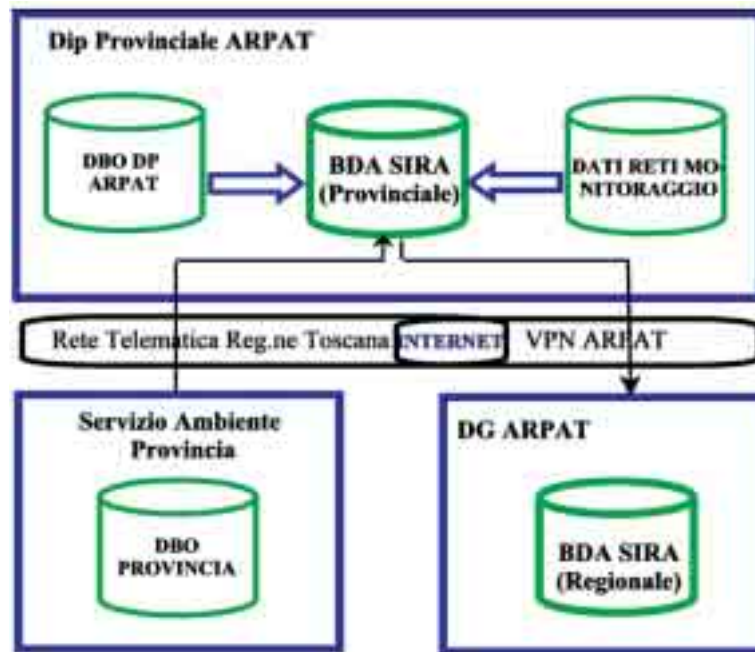 Dip Provinciale ARPAT
DBO DP
ARPAT
BDA SIRA
(Provinciale)
DATI RETI MO-
NITORAGGIO
Rete Telematica Reg.ne Toscana INTERNET VPN ARPAT
Servizio Ambiente
Provincia
DBO
PROVINCIA
DG ARPAT
BDA SIRA
(Regionale)